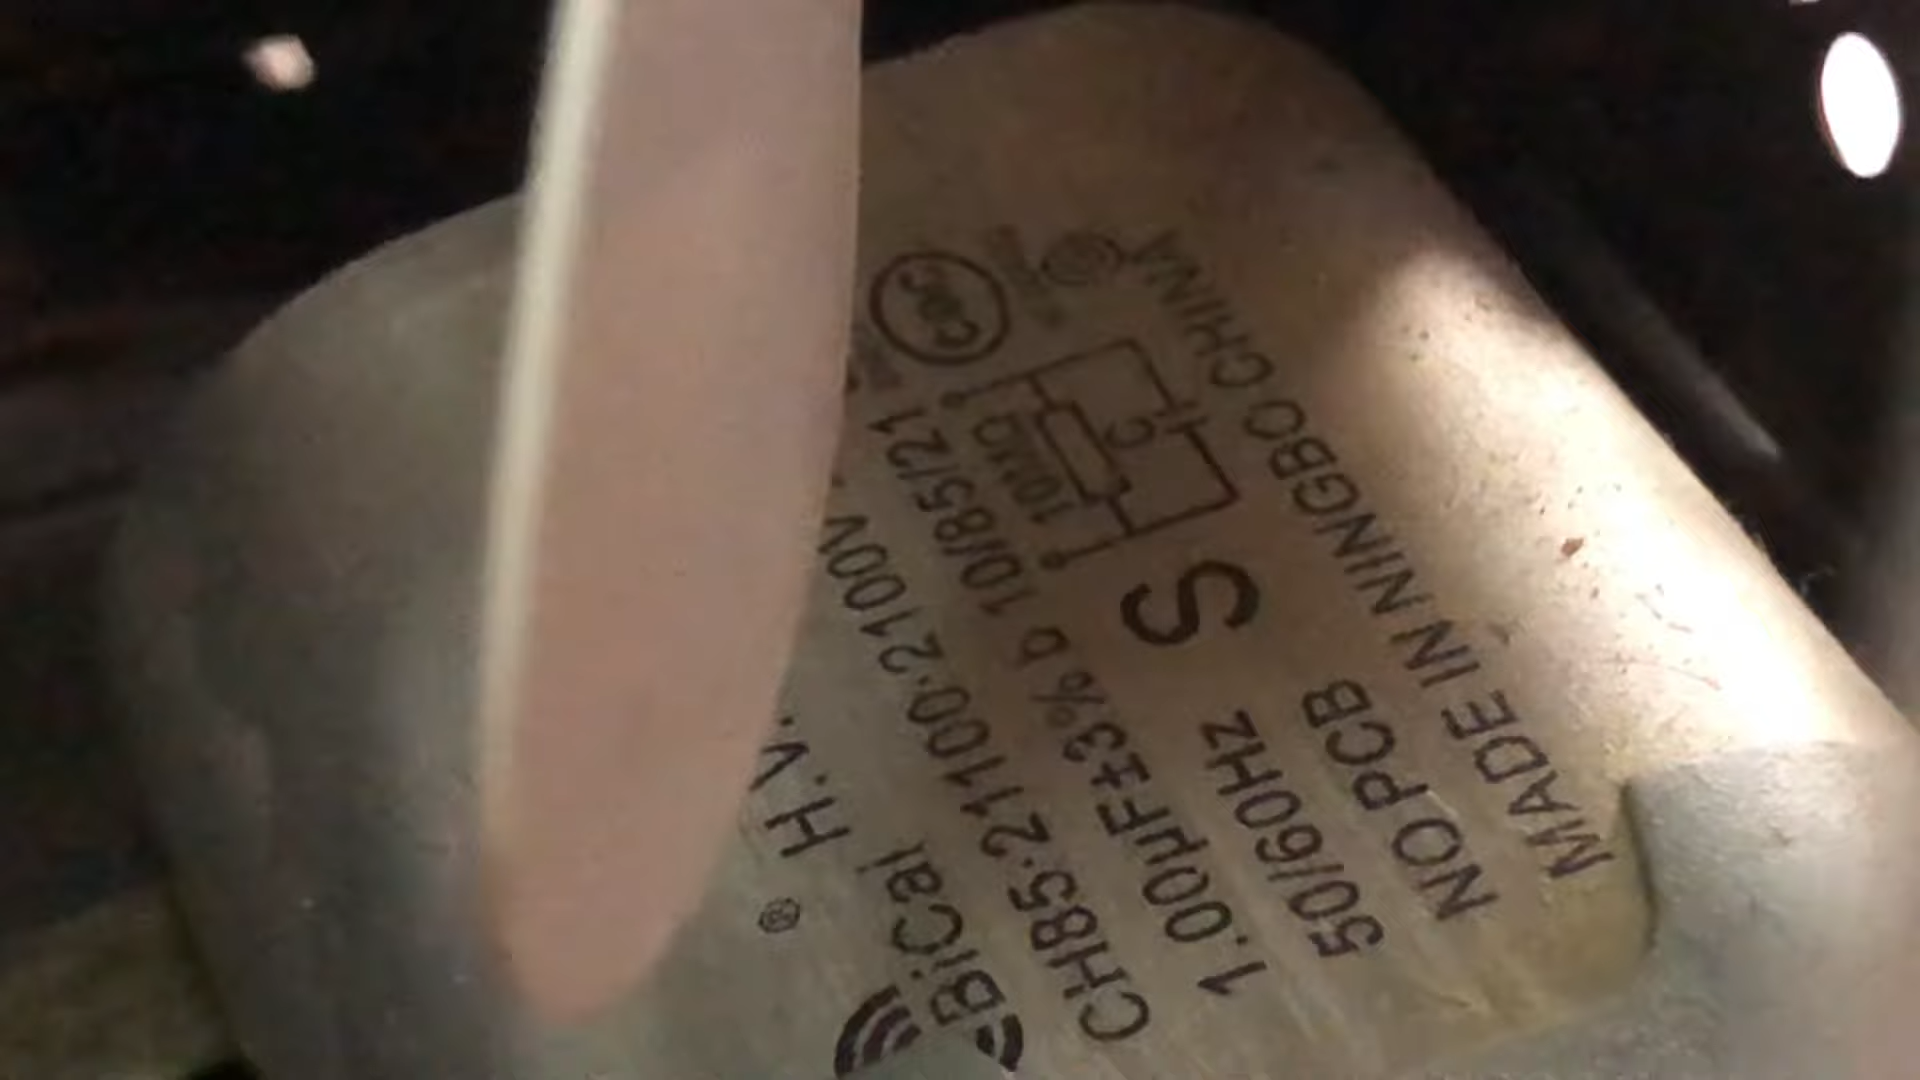 ® H.V.
BiCai
CH85-21100-2100V
1.00µF±3% b 10/85/21
50/60Hz S
10MΩ
C
NO PCB
MADE IN NINGBO CHINA
CQC